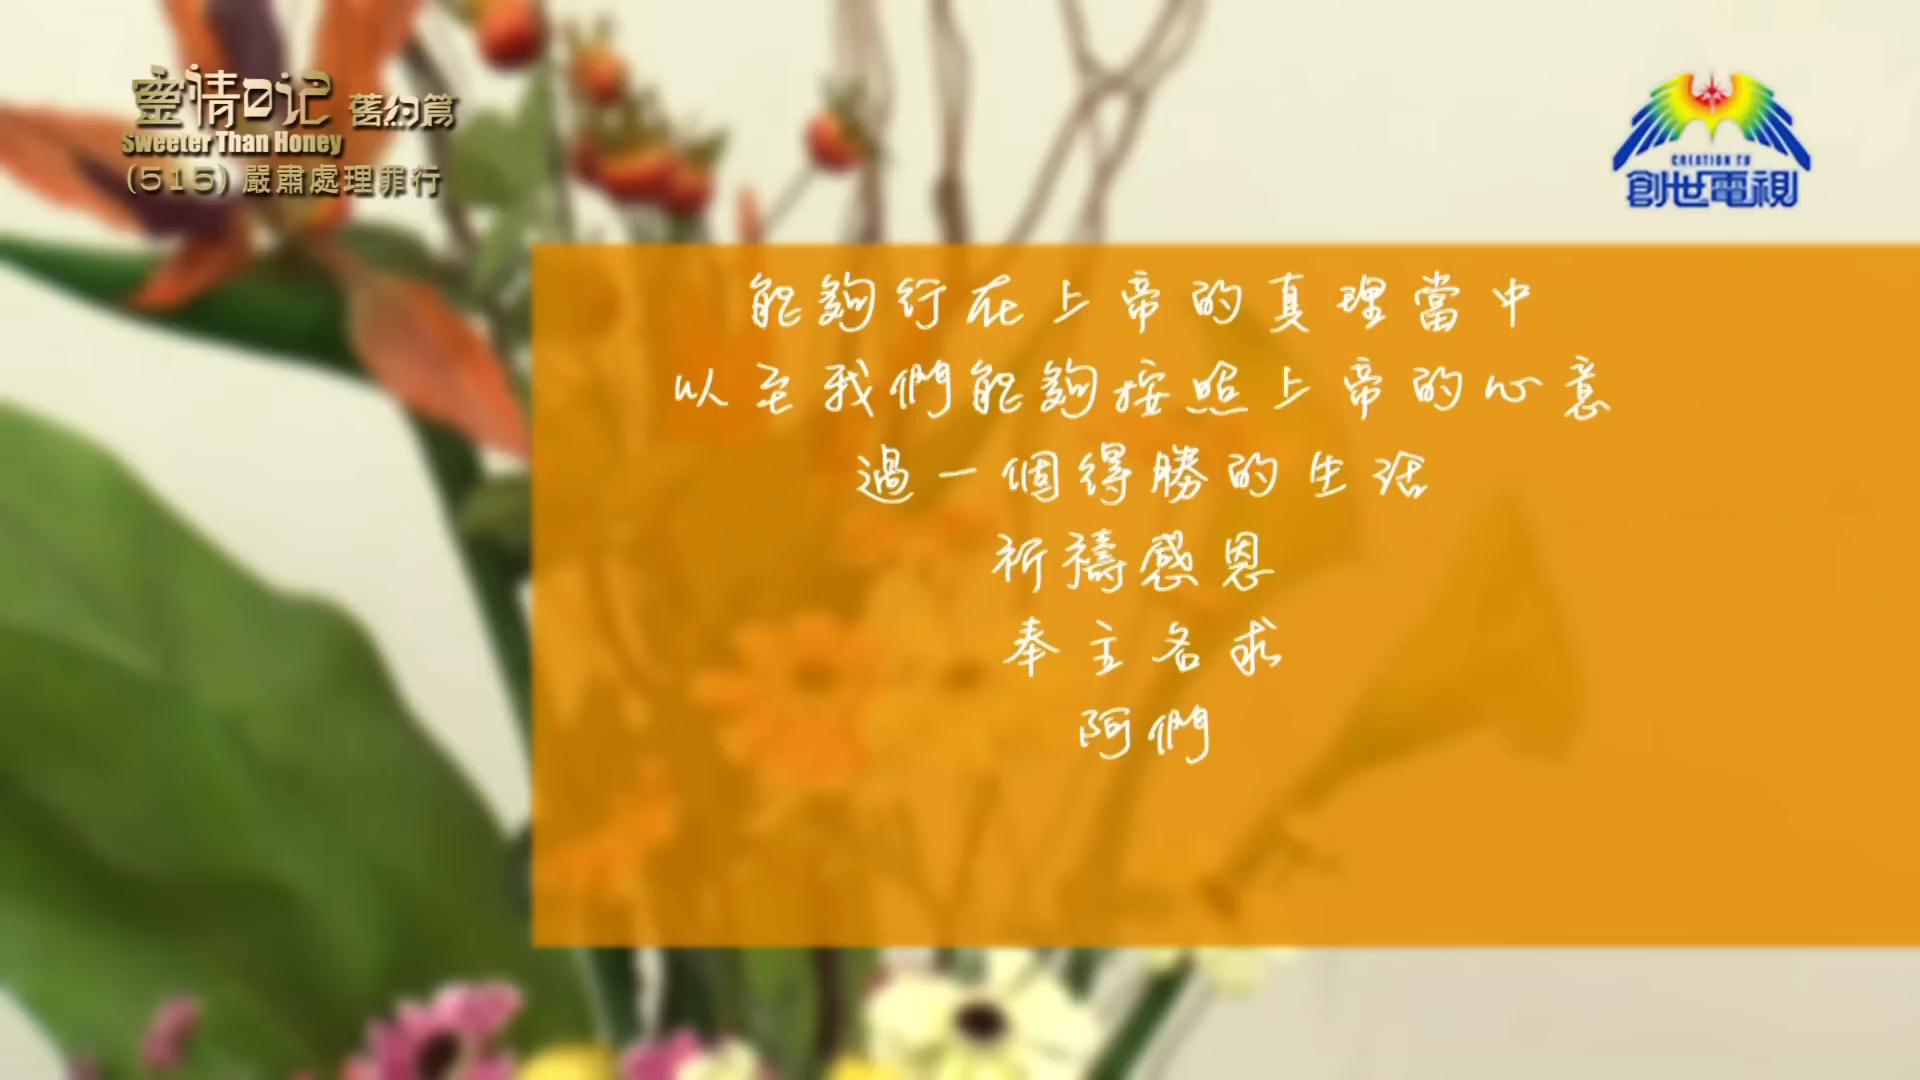 靈情日记 舊約篇
Sweeter Than Honey
(515) 嚴肅處理罪行
CREATION TV
創世電視
能夠行在上帝的真理當中
以至我們能夠按照上帝的心意
過一個得勝的生活
祈禱感恩
奉主名求
阿們